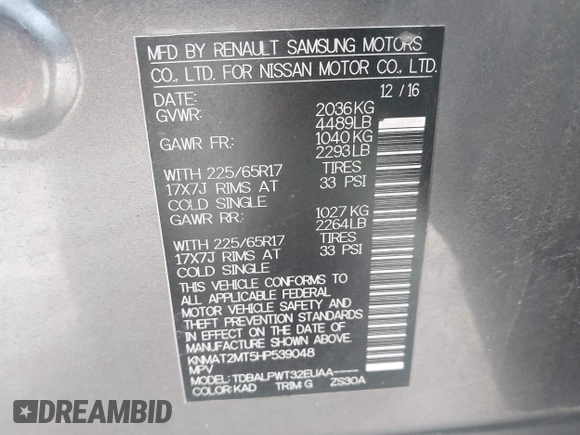 MFD BY RENAULT SAMSUNG MOTORS
CO., LTD. FOR NISSAN MOTOR CO., LTD.
DATE: 12 / 16
GVWR: 2036KG
4489LB
GAWR FR: 1040KG
2293LB
WITH 225/65R17 TIRES
17X7J RIMS AT 33 PSI
COLD SINGLE
GAWR RR: 1027KG
2264LB
WITH 225/65R17 TIRES
17X7J RIMS AT 33 PSI
COLD SINGLE
THIS VEHICLE CONFORMS TO
ALL APPLICABLE FEDERAL
MOTOR VEHICLE SAFETY AND
THEFT PREVENTION STANDARDS
IN EFFECT ON THE DATE OF
MANUFACTURE SHOWN ABOVE.
KNMAT2MT5HP539048
MPV
MODEL: TDBALPWT32EUAA----
COLOR: KAD TRIM: G ZS30A
DEALERS AUCTION